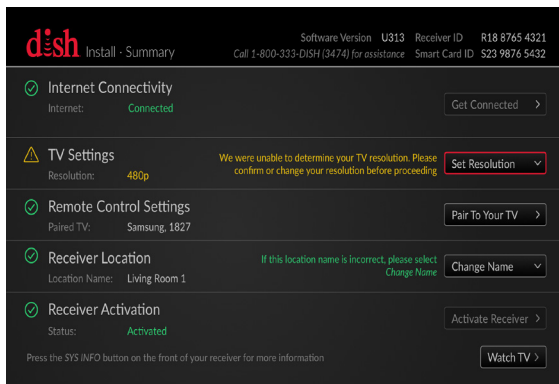 dish Install · Summary
Software Version U313 Receiver ID R18 8765 4321
Call 1-800-333-DISH (3474) for assistance Smart Card ID S23 9876 5432
Internet Connectivity
Internet: Connected
Get Connected >
TV Settings
Resolution: 480p
We were unable to determine your TV resolution. Please
confirm or change your resolution before proceeding
Set Resolution
Remote Control Settings
Paired TV: Samsung, 1827
Pair To Your TV >
Receiver Location
Location Name: Living Room 1
If this location name is incorrect, please select
Change Name
Change Name
Receiver Activation
Status: Activated
Activate Receiver >
Press the SYS INFO button on the front of your receiver for more information
Watch TV >